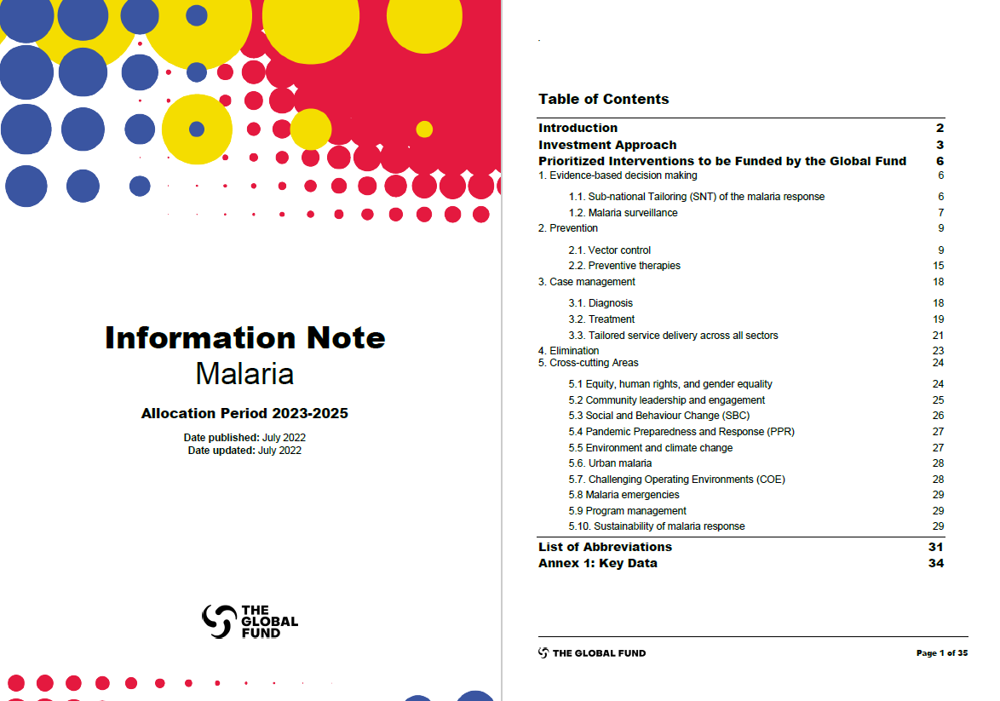 Information Note
Malaria
Allocation Period 2023-2025
Date published: July 2022
Date updated: July 2022
THE
GLOBAL
FUND
Table of Contents
Introduction 2
Investment Approach 3
Prioritized Interventions to be Funded by the Global Fund 6
1. Evidence-based decision making 6
1.1. Sub-national Tailoring (SNT) of the malaria response 6
1.2. Malaria surveillance 7
2. Prevention 9
2.1. Vector control 9
2.2. Preventive therapies 15
3. Case management 18
3.1. Diagnosis 18
3.2. Treatment 19
3.3. Tailored service delivery across all sectors 21
4. Elimination 23
5. Cross-cutting Areas 24
5.1 Equity, human rights, and gender equality 24
5.2 Community leadership and engagement 25
5.3 Social and Behaviour Change (SBC) 26
5.4 Pandemic Preparedness and Response (PPR) 27
5.5 Environment and climate change 27
5.6. Urban malaria 28
5.7. Challenging Operating Environments (COE) 28
5.8 Malaria emergencies 29
5.9 Program management 29
5.10. Sustainability of malaria response 29
List of Abbreviations 31
Annex 1: Key Data 34
THE GLOBAL FUND Page 1 of 35